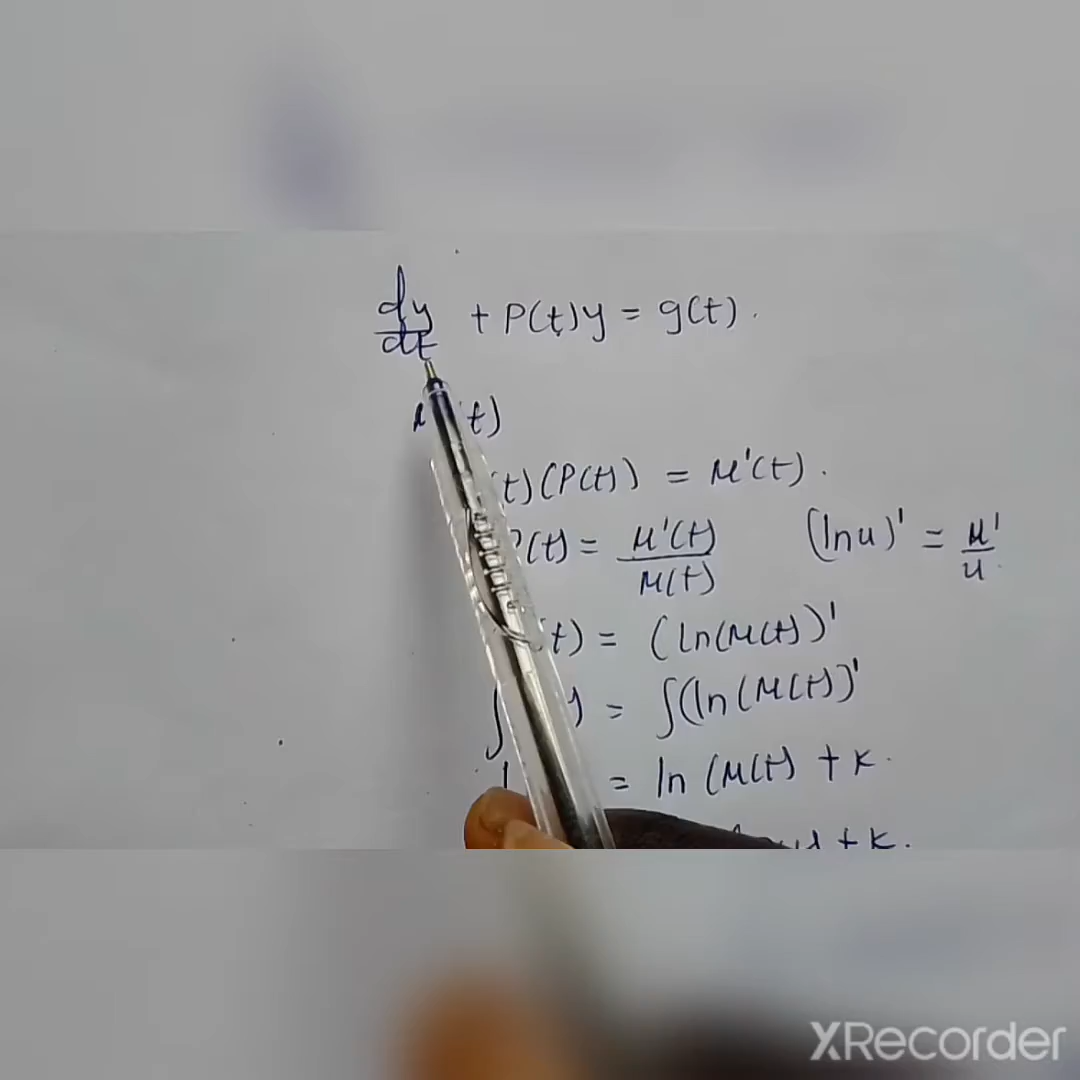 dy/dt + P(t)y = g(t).
(t)
(t)(P(t)) = μ'(t).
(t) = μ'(t)/μ(t) (ln u)' = u'/u
t) = (ln(μ(t))'
∫ = ∫(ln(μ(t))'
= ln(μ(t) + k.
+ k.
XRecorder